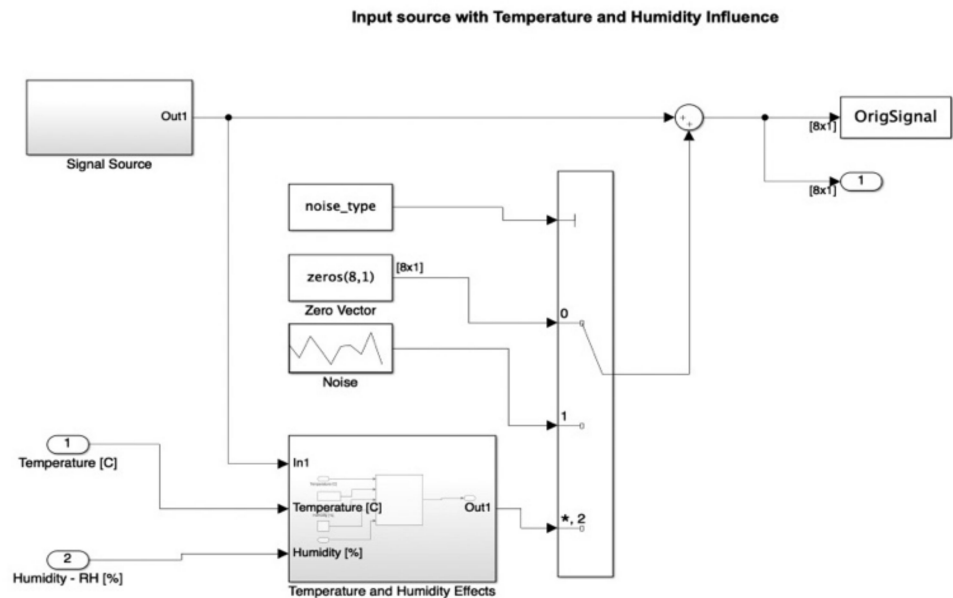 Input source with Temperature and Humidity Influence
Out1
Signal Source
OrigSignal
[8x1]
1
[8x1]
noise_type
zeros(8,1)
[8x1]
Zero Vector
0
Noise
1
1
Temperature [C]
In1
Temperature [C]
Out1
*, 2
Humidity [%]
2
Humidity - RH [%]
Temperature and Humidity Effects